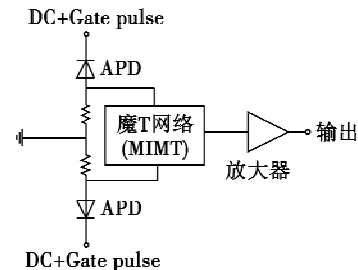 DC+Gate pulse
APD
魔T网络
(MIMT)
输出
放大器
APD
DC+Gate pulse